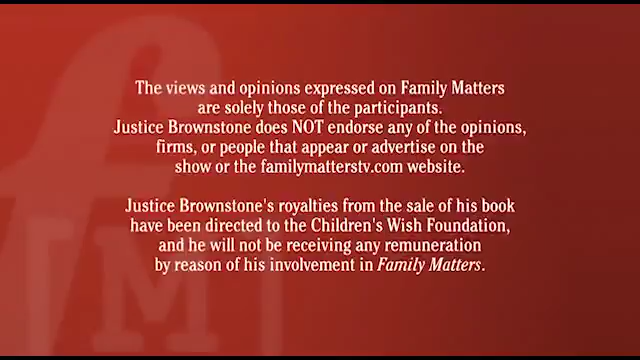 The views and opinions expressed on Family Matters
are solely those of the participants.
Justice Brownstone does NOT endorse any of the opinions,
firms, or people that appear or advertise on the
show or the familymatterstv.com website.
Justice Brownstone's royalties from the sale of his book
have been directed to the Children's Wish Foundation,
and he will not be receiving any remuneration
by reason of his involvement in Family Matters.
f
M